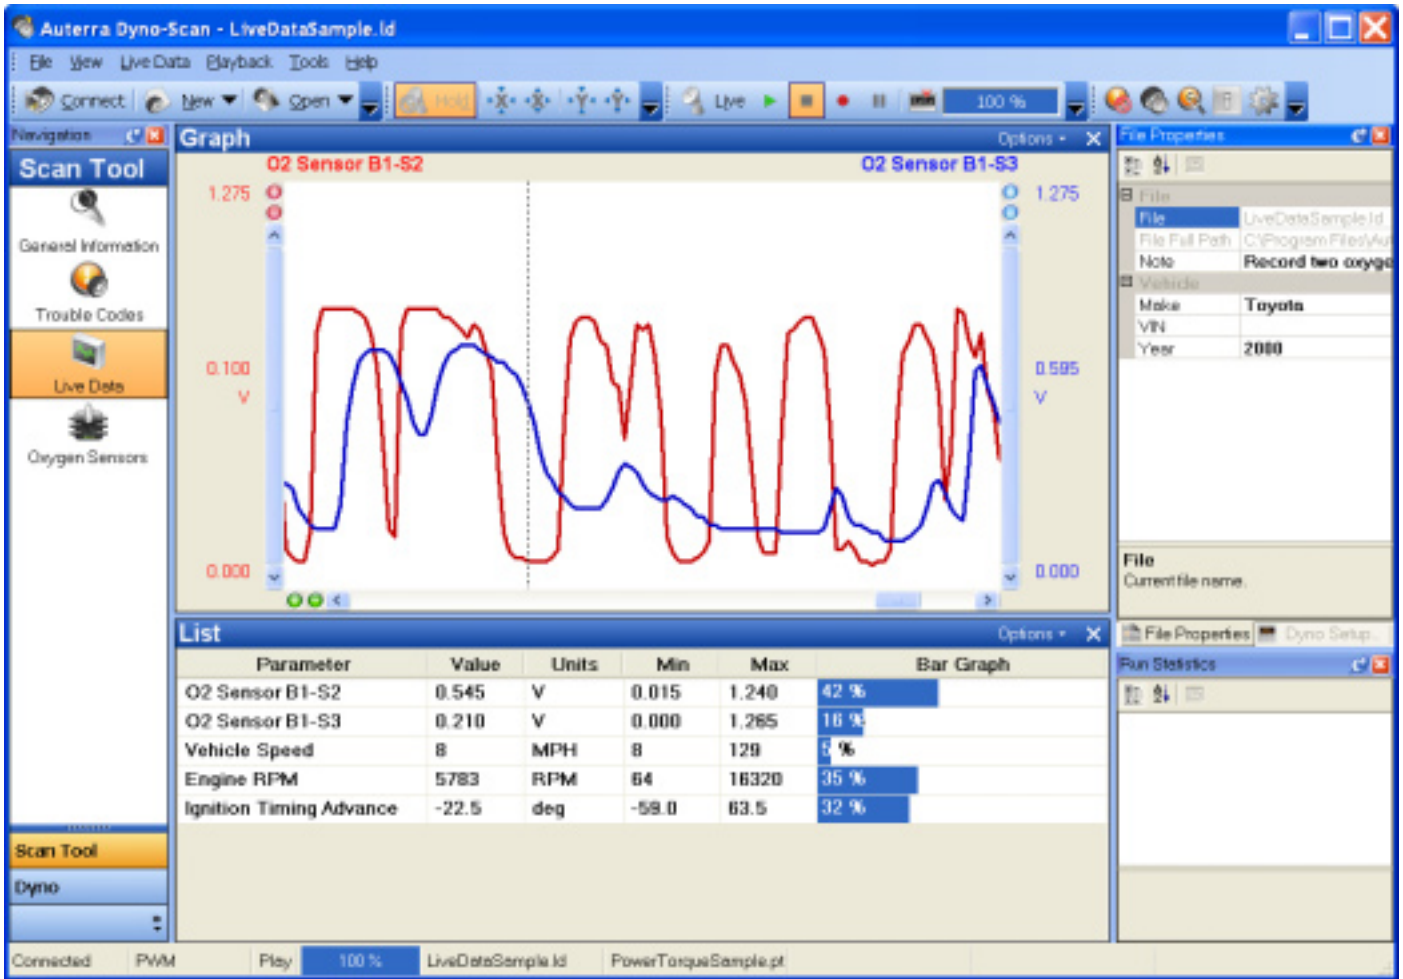 Auterra Dyno-Scan - LiveDataSample.ld
File View Live Data Playback Tools Help
Connect New Open Hold X X Y Y Live 100 %
Navigation
Scan Tool
General Information
Trouble Codes
Live Data
Oxygen Sensors
Scan Tool
Dyno
Graph Options
O2 Sensor B1-S2 O2 Sensor B1-S3
1.275 1.275
0.100 0.595
V V
0.000 0.000
List Options
Parameter Value Units Min Max Bar Graph
O2 Sensor B1-S2 0.545 V 0.015 1.240 42 %
O2 Sensor B1-S3 0.210 V 0.000 1.265 16 %
Vehicle Speed 8 MPH 8 129 5 %
Engine RPM 5783 RPM 64 16320 35 %
Ignition Timing Advance -22.5 deg -59.0 63.5 32 %
File Properties
File
File LiveDataSample.ld
File Full Path C:\Program Files\Aut
Note Record two oxyge
Vehicle
Make Toyota
VIN
Year 2000
File
Current file name.
File Properties Dyno Setup...
Run Statistics
Connected PWM Play 100 % LiveDataSample.ld PowerTorqueSample.pt